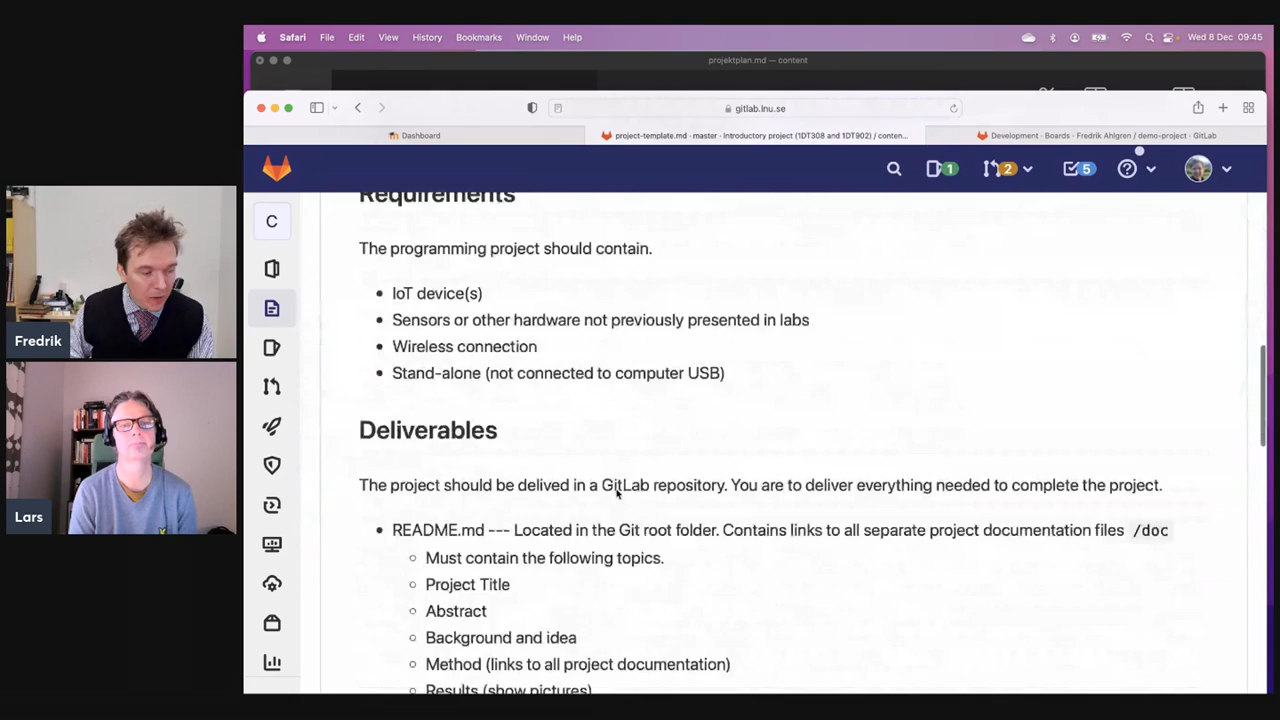 Safari File Edit View History Bookmarks Window Help Wed 8 Dec 09:45
projektplan.md — content
gitlab.lnu.se
Dashboard
project-template.md · master · Introductory project (1DT308 and 1DT902) / conten...
Development · Boards · Fredrik Ahlgren / demo-project · GitLab
1 2 5
C
Requirements
The programming project should contain.
• IoT device(s)
• Sensors or other hardware not previously presented in labs
• Wireless connection
• Stand-alone (not connected to computer USB)
Deliverables
The project should be delived in a GitLab repository. You are to deliver everything needed to complete the project.
• README.md --- Located in the Git root folder. Contains links to all separate project documentation files /doc
◦ Must contain the following topics.
◦ Project Title
◦ Abstract
◦ Background and idea
◦ Method (links to all project documentation)
◦ Results (show pictures)
Fredrik
Lars